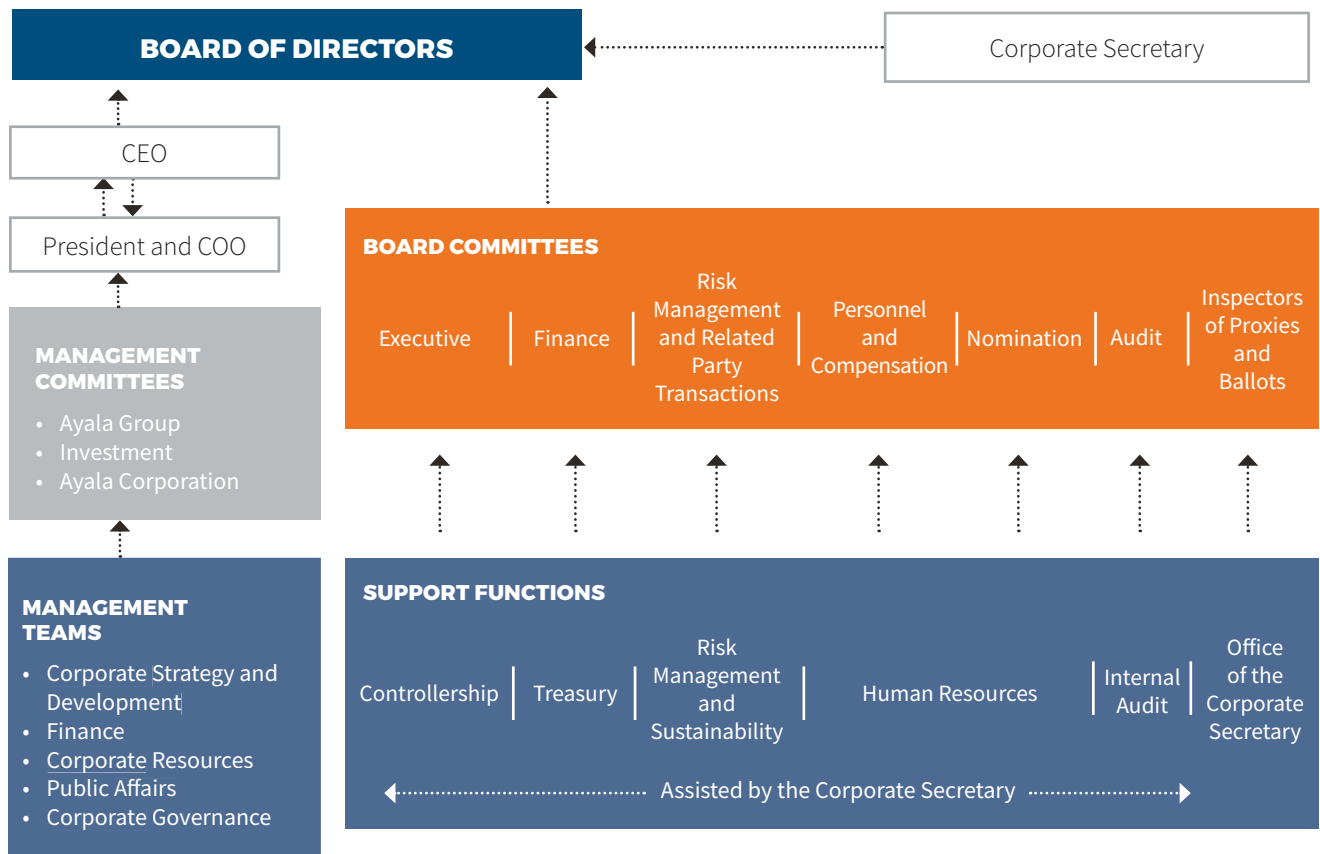 BOARD OF DIRECTORS
Corporate Secretary
CEO
President and COO
MANAGEMENT
COMMITTEES
• Ayala Group
• Investment
• Ayala Corporation
MANAGEMENT
TEAMS
• Corporate Strategy and
Development
• Finance
• Corporate Resources
• Public Affairs
• Corporate Governance
BOARD COMMITTEES
Executive
Finance
Risk
Management
and Related
Party
Transactions
Personnel
and
Compensation
Nomination
Audit
Inspectors
of Proxies
and
Ballots
SUPPORT FUNCTIONS
Controllership
Treasury
Risk
Management
and
Sustainability
Human Resources
Internal
Audit
Office
of the
Corporate
Secretary
Assisted by the Corporate Secretary